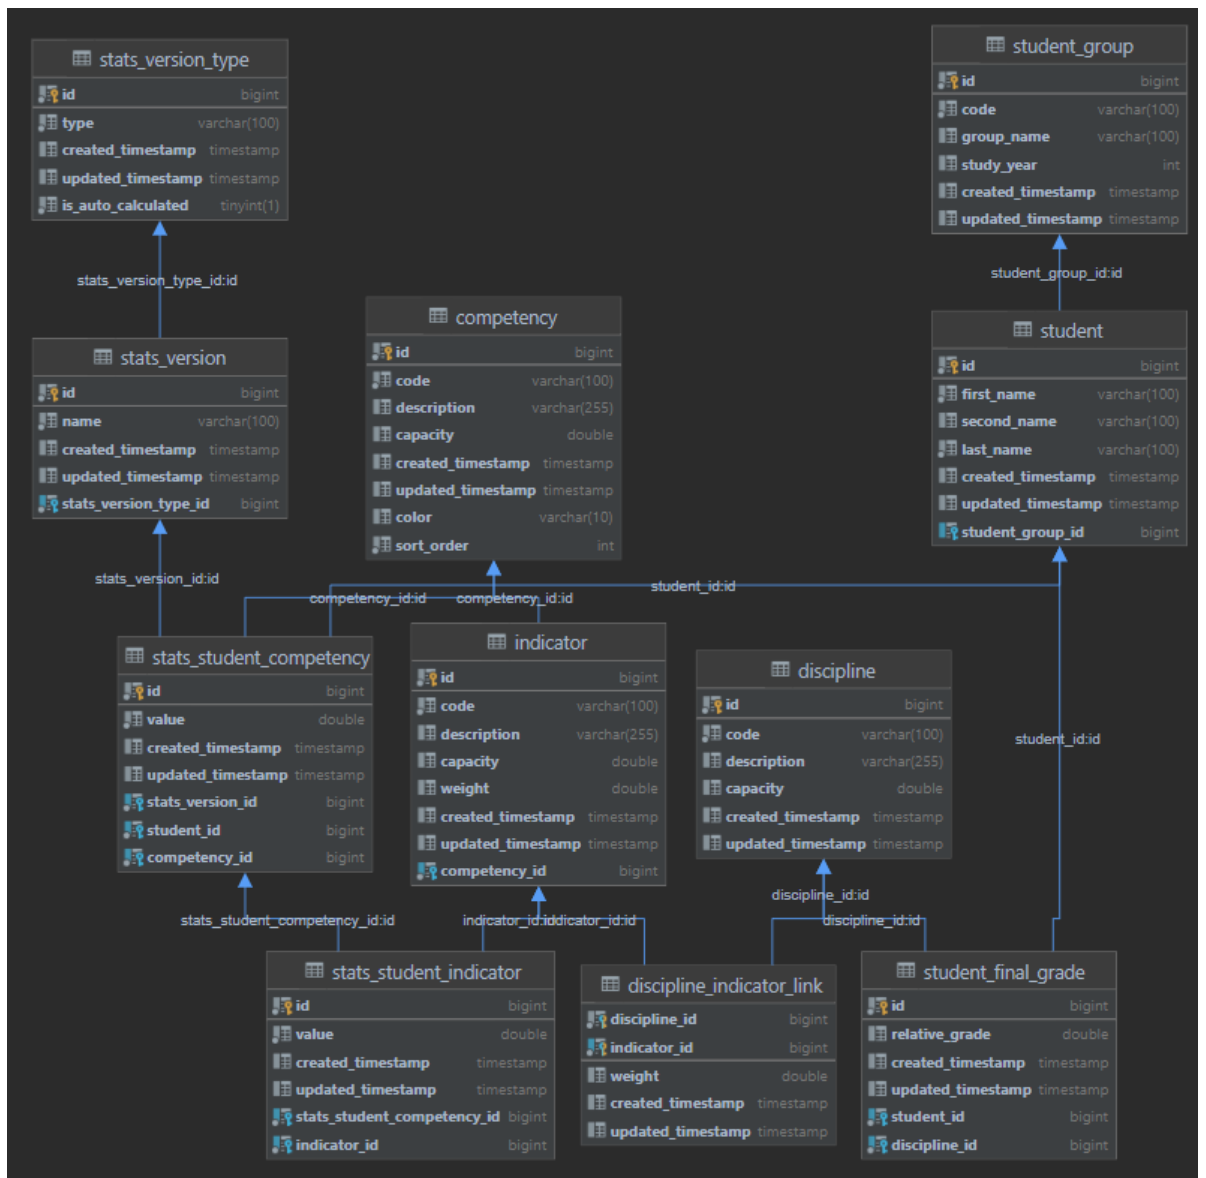 stats_version_type
id bigint
type varchar(100)
created_timestamp timestamp
updated_timestamp timestamp
is_auto_calculated tinyint(1)
stats_version_type_id:id
stats_version
id bigint
name varchar(100)
created_timestamp timestamp
updated_timestamp timestamp
stats_version_type_id bigint
stats_version_id:id
student_group
id bigint
code varchar(100)
group_name varchar(100)
study_year int
created_timestamp timestamp
updated_timestamp timestamp
student_group_id:id
competency
id bigint
code varchar(100)
description varchar(255)
capacity double
created_timestamp timestamp
updated_timestamp timestamp
color varchar(10)
sort_order int
student
id bigint
first_name varchar(100)
second_name varchar(100)
last_name varchar(100)
created_timestamp timestamp
updated_timestamp timestamp
student_group_id bigint
competency_id:id
competency_id:id
student_id:id
stats_student_competency
id bigint
value double
created_timestamp timestamp
updated_timestamp timestamp
stats_version_id bigint
student_id bigint
competency_id bigint
indicator
id bigint
code varchar(100)
description varchar(255)
capacity double
weight double
created_timestamp timestamp
updated_timestamp timestamp
competency_id bigint
discipline
id bigint
code varchar(100)
description varchar(255)
capacity double
created_timestamp timestamp
updated_timestamp timestamp
student_id:id
discipline_id:id
stats_student_competency_id:id
indicator_id:id
indicator_id:id
discipline_id:id
stats_student_indicator
id bigint
value double
created_timestamp timestamp
updated_timestamp timestamp
stats_student_competency_id bigint
indicator_id bigint
discipline_indicator_link
discipline_id bigint
indicator_id bigint
weight double
created_timestamp timestamp
updated_timestamp timestamp
student_final_grade
id bigint
relative_grade double
created_timestamp timestamp
updated_timestamp timestamp
student_id bigint
discipline_id bigint